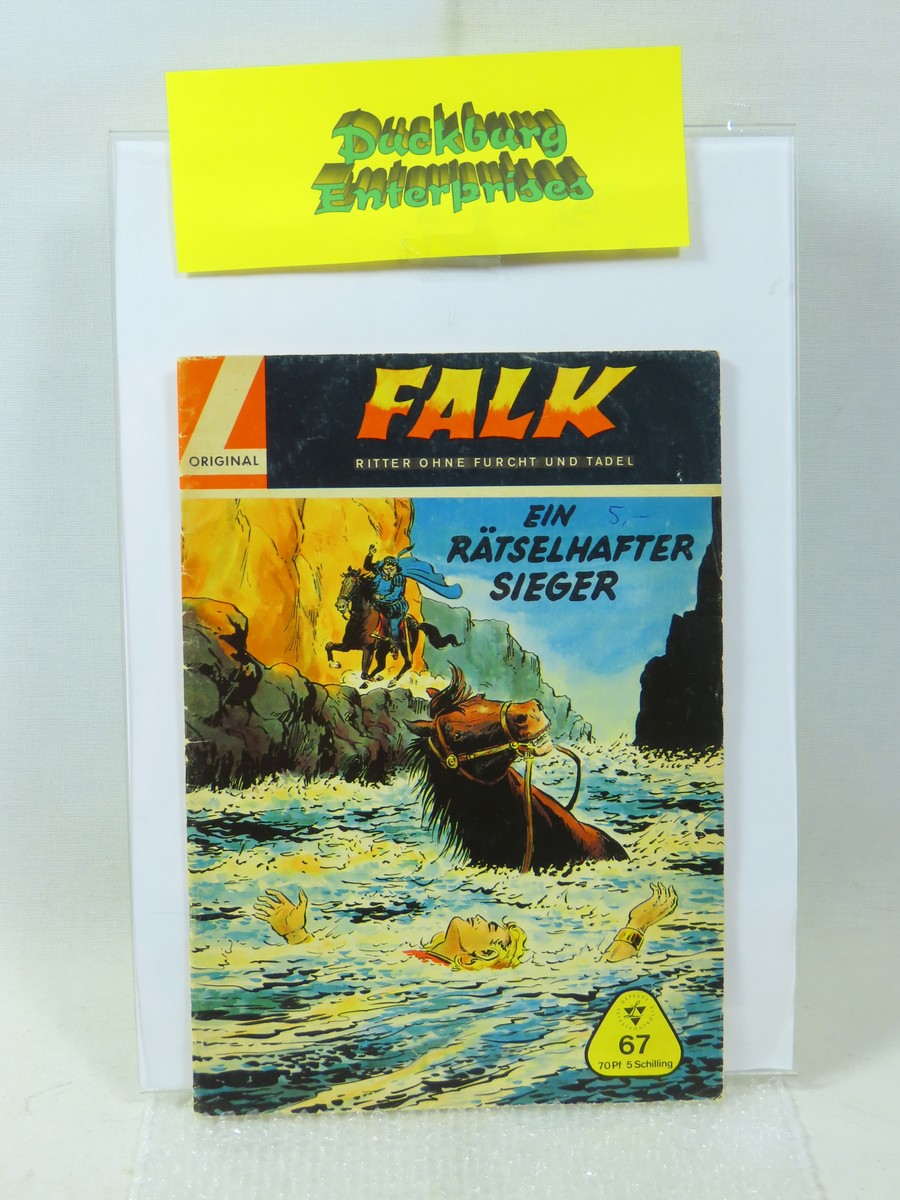 Duckburg
Enterprises
ORIGINAL
FALK
RITTER OHNE FURCHT UND TADEL
EIN 5,-
RÄTSELHAFTER
SIEGER
67
70 Pf 5 Schilling